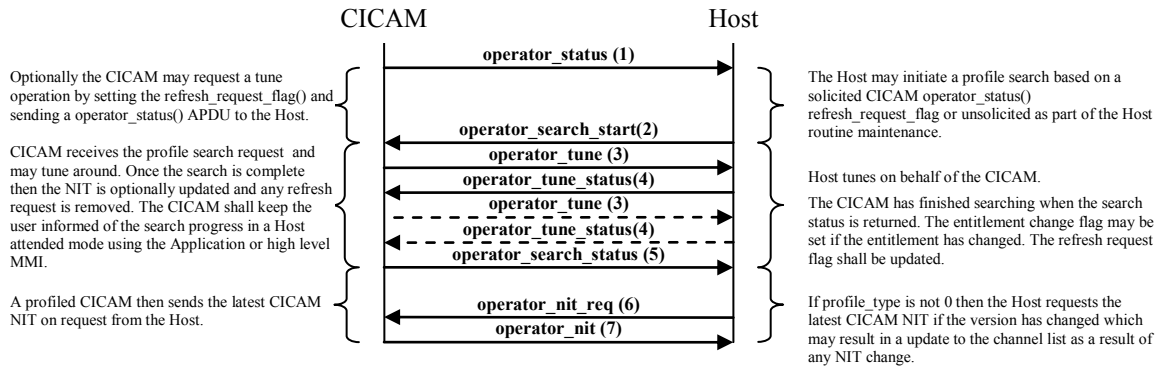 CICAM
Host
operator_status (1)
Optionally the CICAM may request a tune
operation by setting the refresh_request_flag() and
sending a operator_status() APDU to the Host.
The Host may initiate a profile search based on a
solicited CICAM operator_status()
refresh_request_flag or unsolicited as part of the Host
routine maintenance.
operator_search_start(2)
CICAM receives the profile search request and
may tune around. Once the search is complete
then the NIT is optionally updated and any refresh
request is removed. The CICAM shall keep the
user informed of the search progress in a Host
attended mode using the Application or high level
MMI.
operator_tune (3)
operator_tune_status(4)
operator_tune (3)
operator_tune_status(4)
operator_search_status (5)
Host tunes on behalf of the CICAM.
The CICAM has finished searching when the search
status is returned. The entitlement change flag may be
set if the entitlement has changed. The refresh request
flag shall be updated.
A profiled CICAM then sends the latest CICAM
NIT on request from the Host.
operator_nit_req (6)
operator_nit (7)
If profile_type is not 0 then the Host requests the
latest CICAM NIT if the version has changed which
may result in a update to the channel list as a result of
any NIT change.